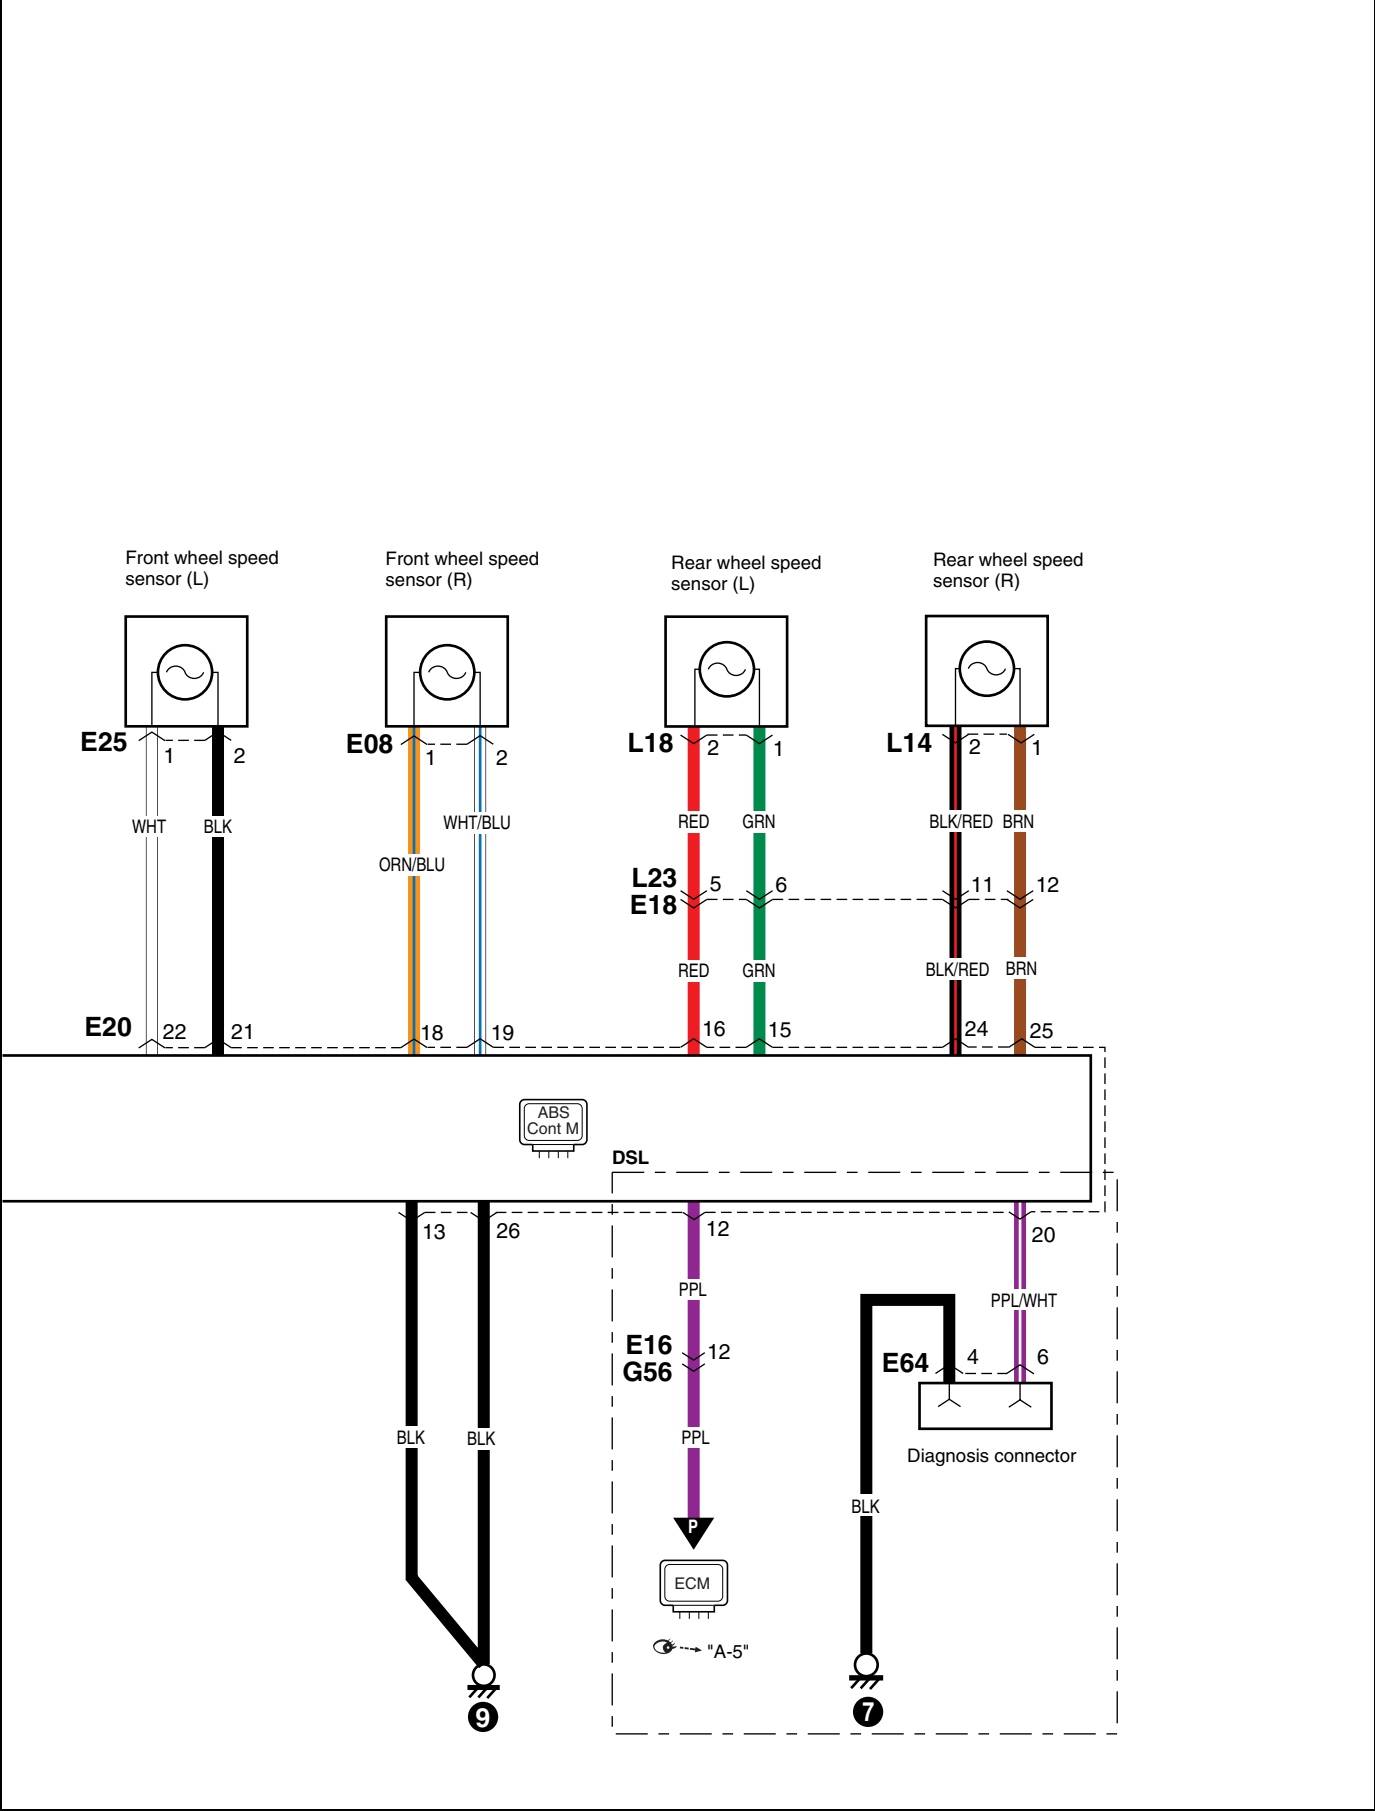 Front wheel speed
sensor (L)
Front wheel speed
sensor (R)
Rear wheel speed
sensor (L)
Rear wheel speed
sensor (R)
E25 1 2
E08 1 2
L18 2 1
L14 2 1
WHT BLK
ORN/BLU
WHT/BLU
RED GRN
BLK/RED BRN
L23 5 6 11 12
E18
RED GRN
BLK/RED BRN
E20 22 21 18 19 16 15 24 25
ABS
Cont M
DSL
13 26 12 20
PPL
PPL/WHT
E16 12
G56
E64 4 6
BLK BLK
PPL
Diagnosis connector
BLK
P
ECM
"A-5"
9
7